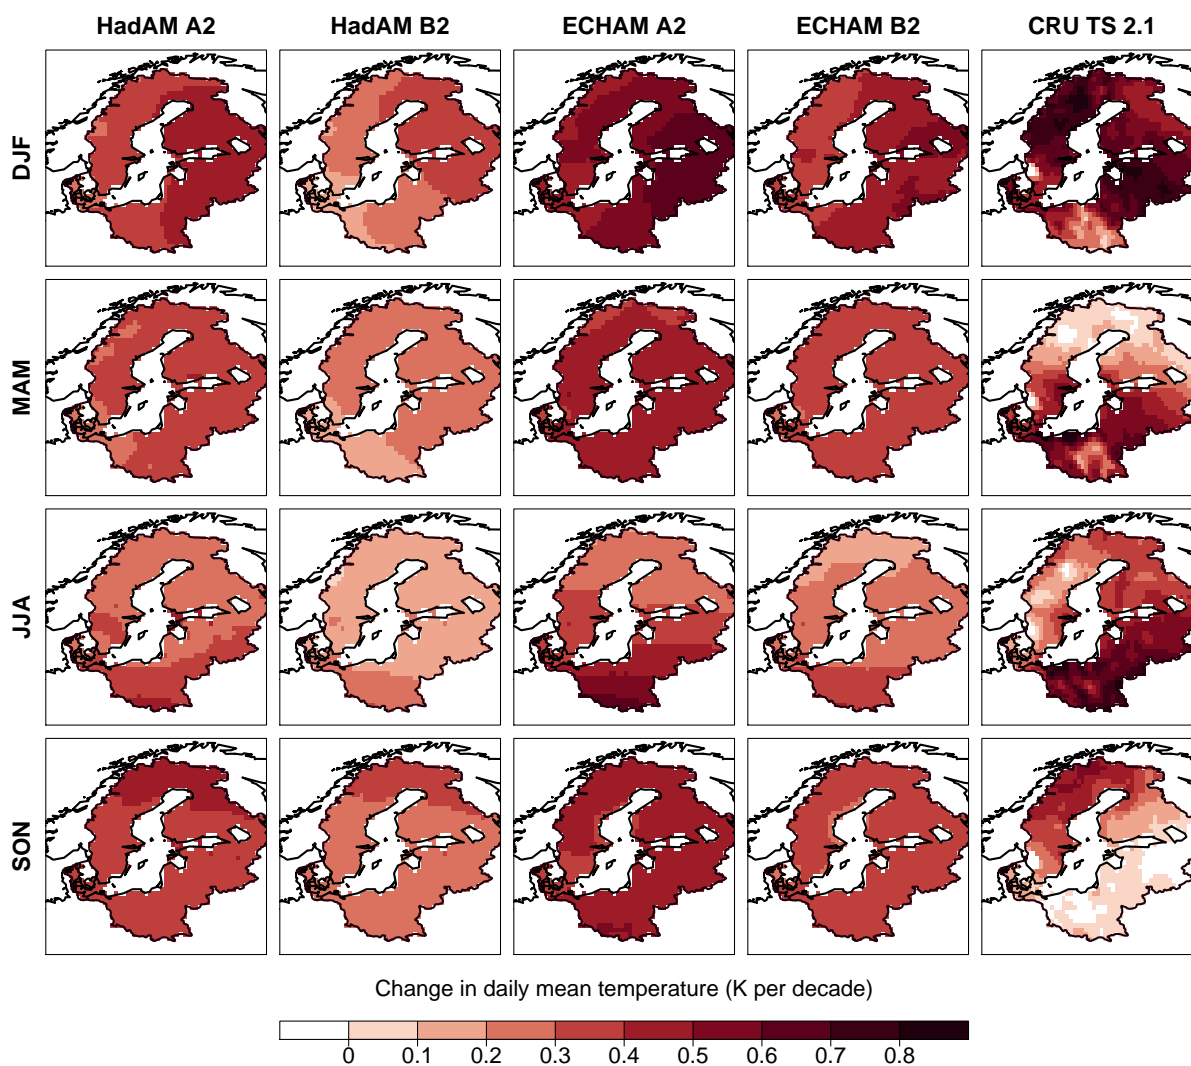 HadAM A2 HadAM B2 ECHAM A2 ECHAM B2 CRU TS 2.1
DJF
MAM
JJA
SON
Change in daily mean temperature (K per decade)
0 0.1 0.2 0.3 0.4 0.5 0.6 0.7 0.8